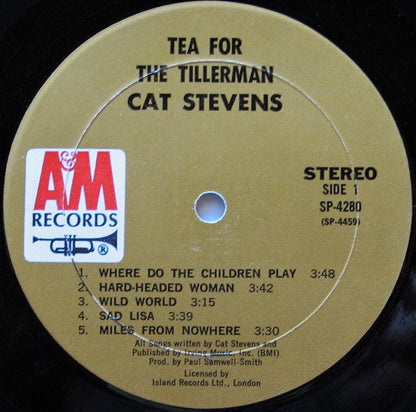 TEA FOR
THE TILLERMAN
CAT STEVENS
A&M
RECORDS
®
STEREO
SIDE 1
SP-4280
(SP-4459)
1. WHERE DO THE CHILDREN PLAY 3:48
2. HARD-HEADED WOMAN 3:42
3. WILD WORLD 3:15
4. SAD LISA 3:39
5. MILES FROM NOWHERE 3:30
All Songs written by Cat Stevens and
Published by Irving Music, Inc. (BMI)
Prod. by Paul Samwell-Smith
Licensed by
Island Records Ltd., London